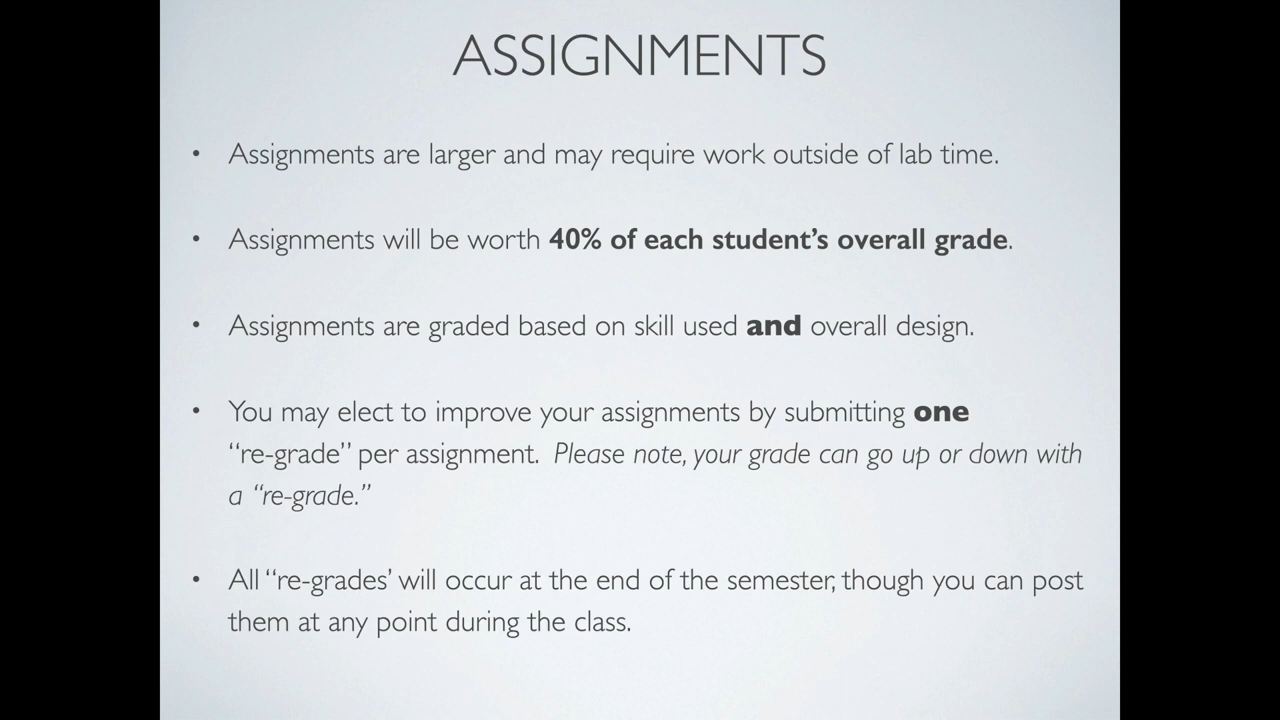 ASSIGNMENTS
• Assignments are larger and may require work outside of lab time.
• Assignments will be worth 40% of each student’s overall grade.
• Assignments are graded based on skill used and overall design.
• You may elect to improve your assignments by submitting one
“re-grade” per assignment. Please note, your grade can go up or down with
a “re-grade.”
• All “re-grades’ will occur at the end of the semester, though you can post
them at any point during the class.